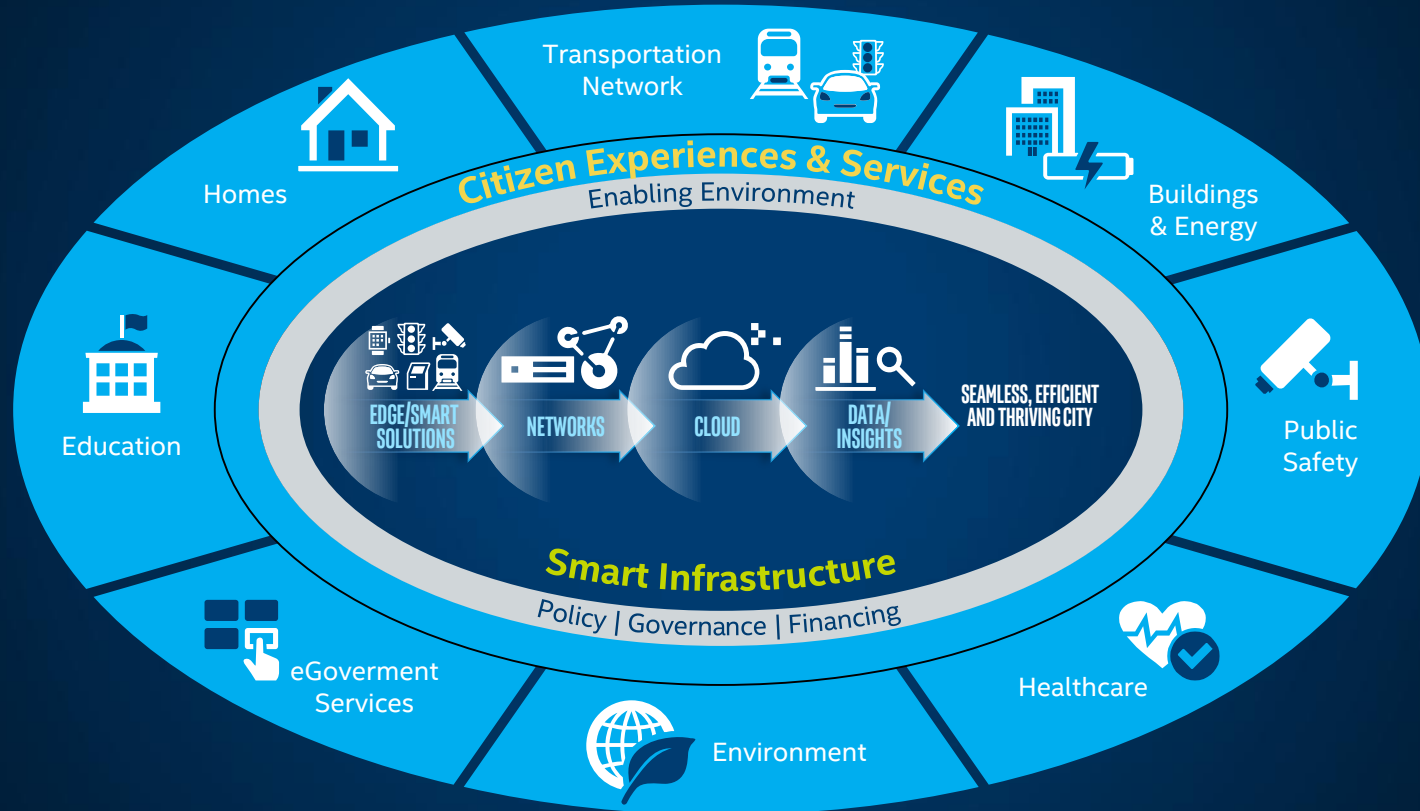 Transportation
Network
Homes
Buildings
& Energy
Citizen Experiences & Services
Enabling Environment
Education
EDGE/SMART
SOLUTIONS
NETWORKS
CLOUD
DATA/
INSIGHTS
SEAMLESS, EFFICIENT
AND THRIVING CITY
Public
Safety
Smart Infrastructure
Policy | Governance | Financing
eGoverment
Services
Environment
Healthcare